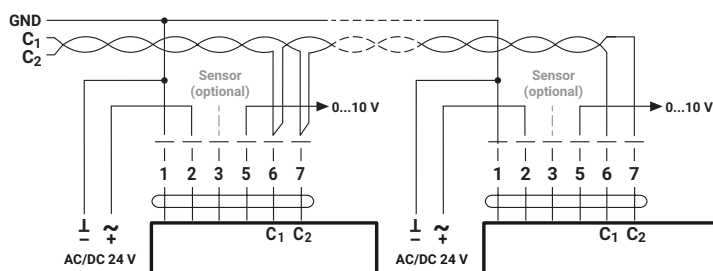 GND
C1
C2
Sensor
(optional)
0...10 V
Sensor
(optional)
0...10 V
1 2 3 5 6 7
1 2 3 5 6 7
⊥ ~
− +
C1 C2
⊥ ~
− +
C1 C2
AC/DC 24 V
AC/DC 24 V